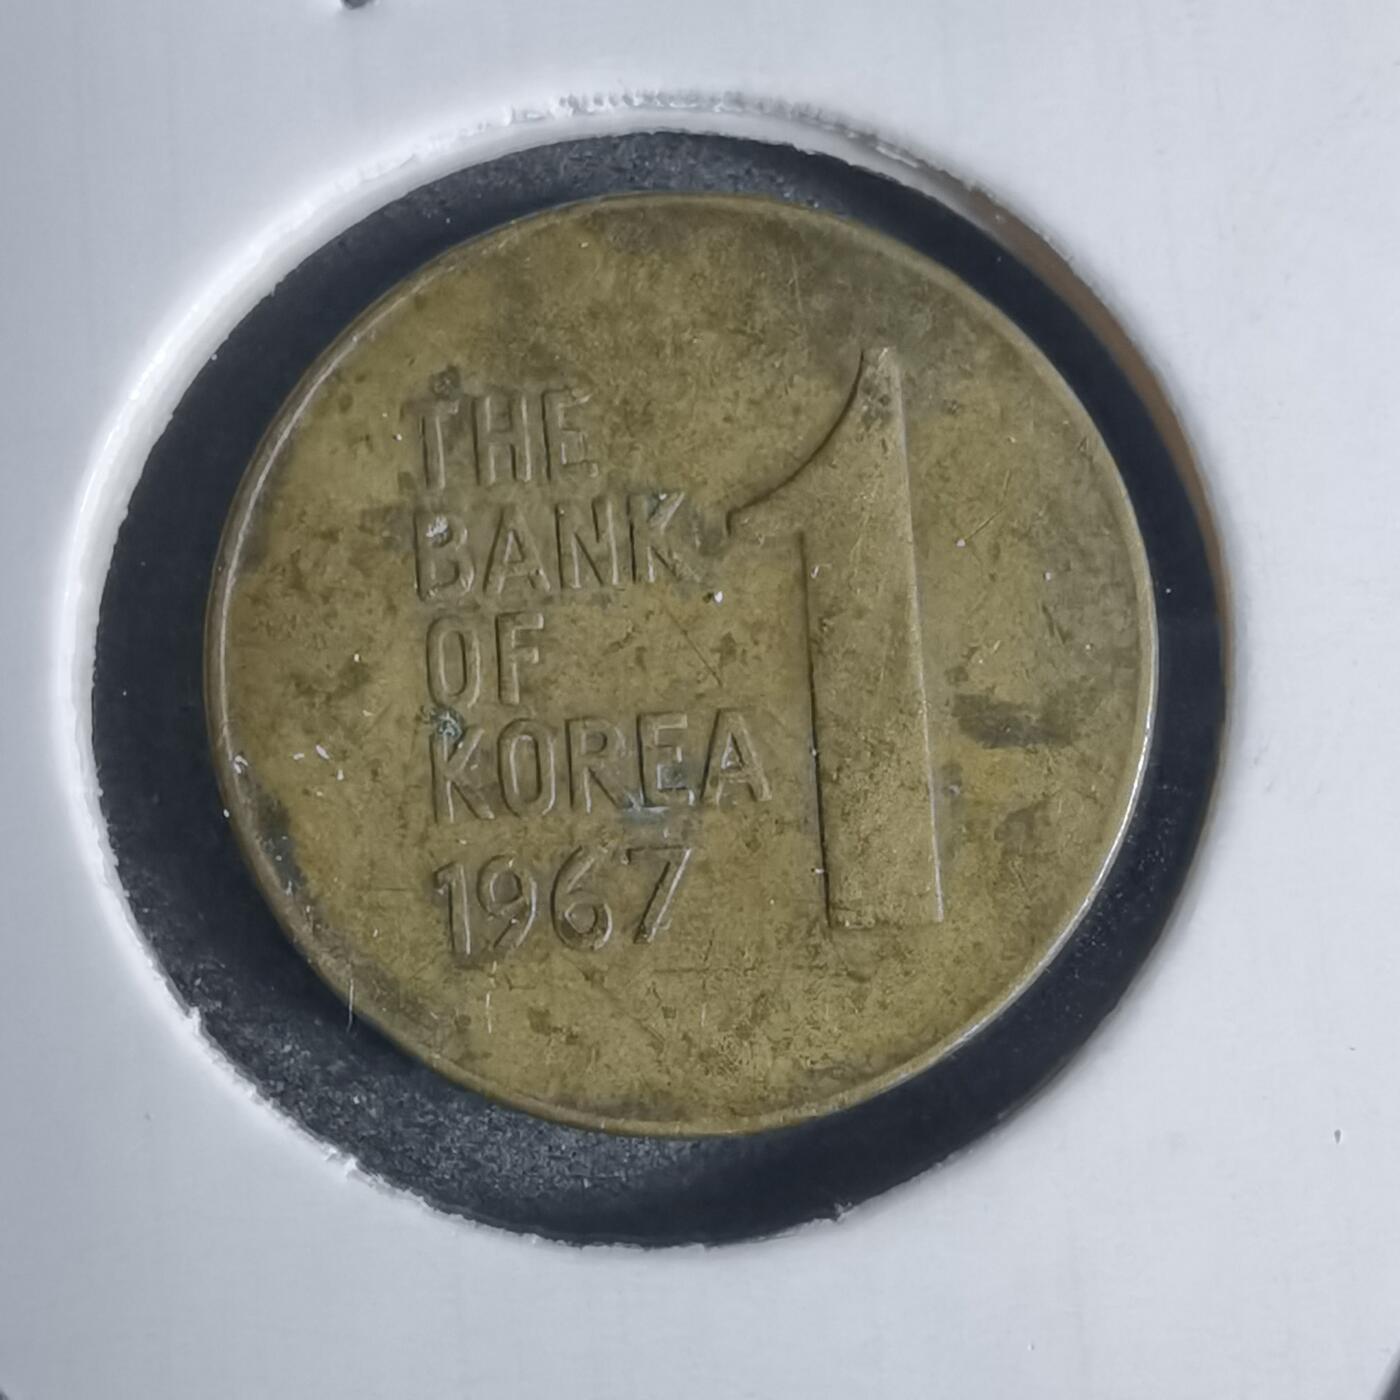 THE
BANK
OF
KOREA
1967
1